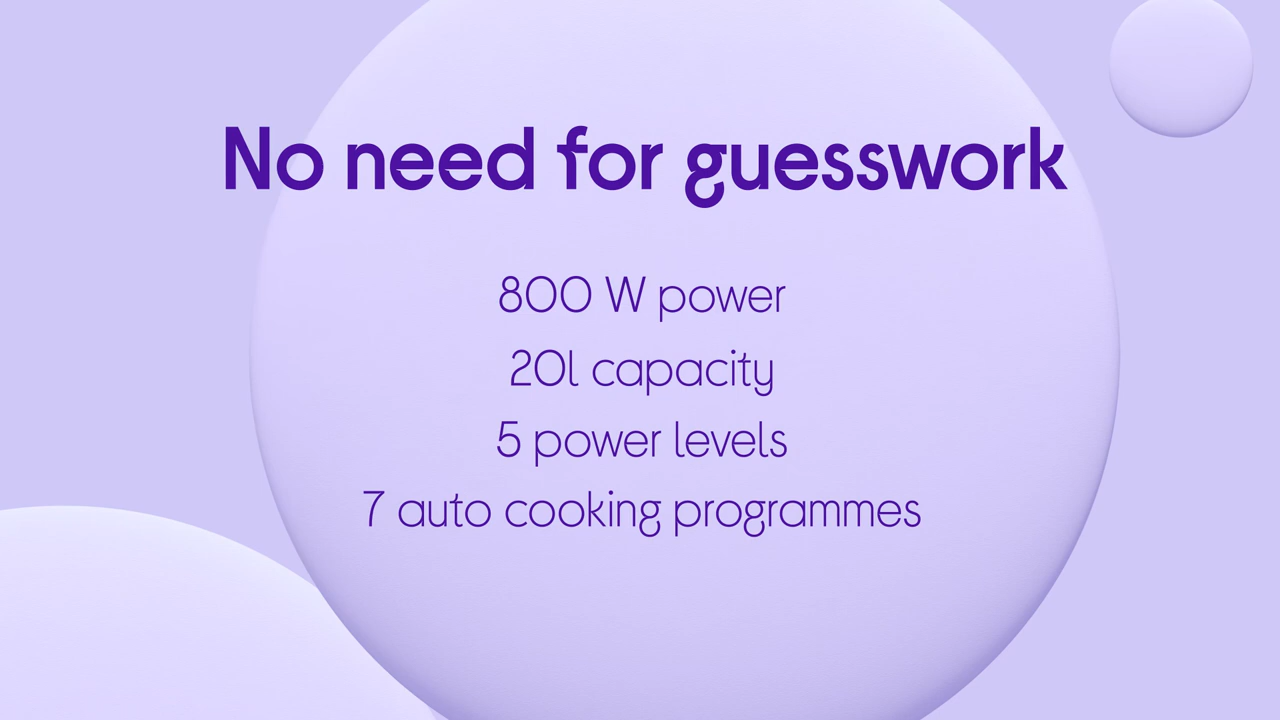 No need for guesswork
800 W power
20l capacity
5 power levels
7 auto cooking programmes